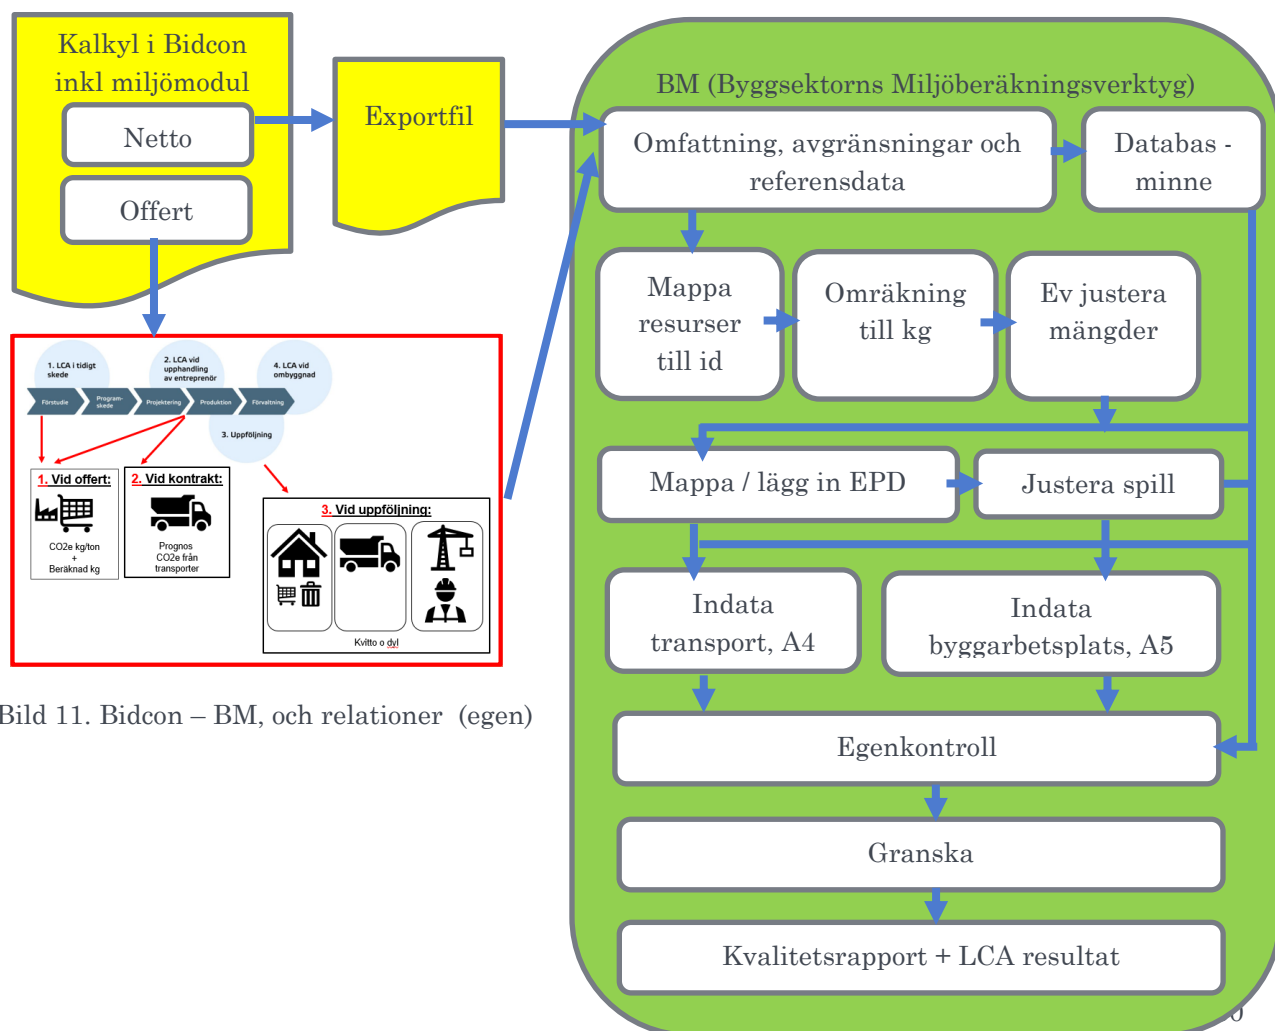 Kalkyl i Bidcon
inkl miljömodul
Netto
Offert
Exportfil
BM (Byggsektorns Miljöberäkningsverktyg)
Omfattning, avgränsningar och
referensdata
Databas -
minne
Mappa
resurser
till id
Omräkning
till kg
Ev justera
mängder
Mappa / lägg in EPD
Justera spill
Indata
transport, A4
Indata
byggarbetsplats, A5
Egenkontroll
Granska
Kvalitetsrapport + LCA resultat
1. LCA i tidigt
skede
2. LCA vid
upphandling
av entreprenör
4. LCA vid
ombyggnad
Förstudie
Program-
skede
Projektering
Produktion
Förvaltning
3. Uppföljning
1. Vid offert:
CO2e kg/ton
+
Beräknad kg
2. Vid kontrakt:
Prognos
CO2e från
transporter
3. Vid uppföljning:
Kvitto o dyl
Bild 11. Bidcon – BM, och relationer (egen)